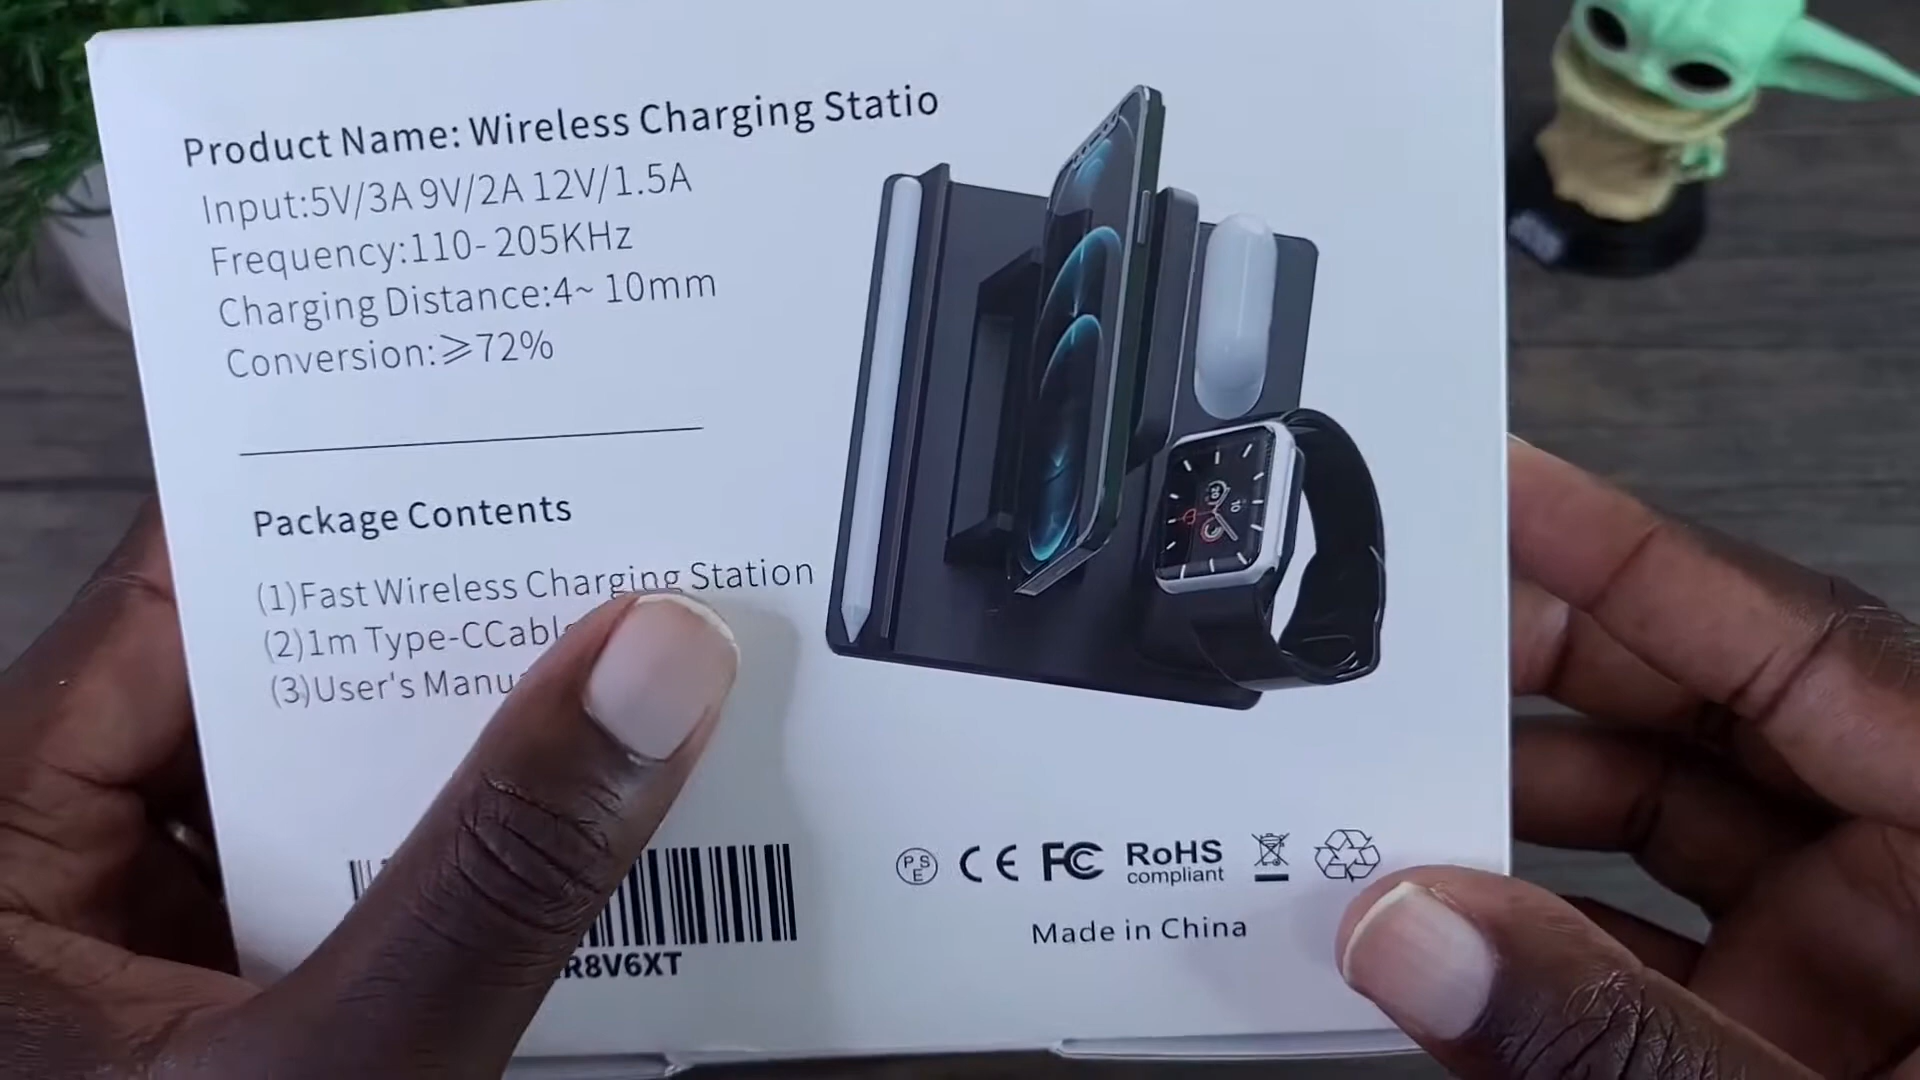 Product Name: Wireless Charging Statio
Input:5V/3A 9V/2A 12V/1.5A
Frequency:110-205KHz
Charging Distance:4~ 10mm
Conversion:⩾72%
Package Contents
(1)Fast Wireless Charging Station
(2)1m Type-CCabl
(3)User's Manu
R8V6XT
PSE CE FC RoHS
compliant
Made in China